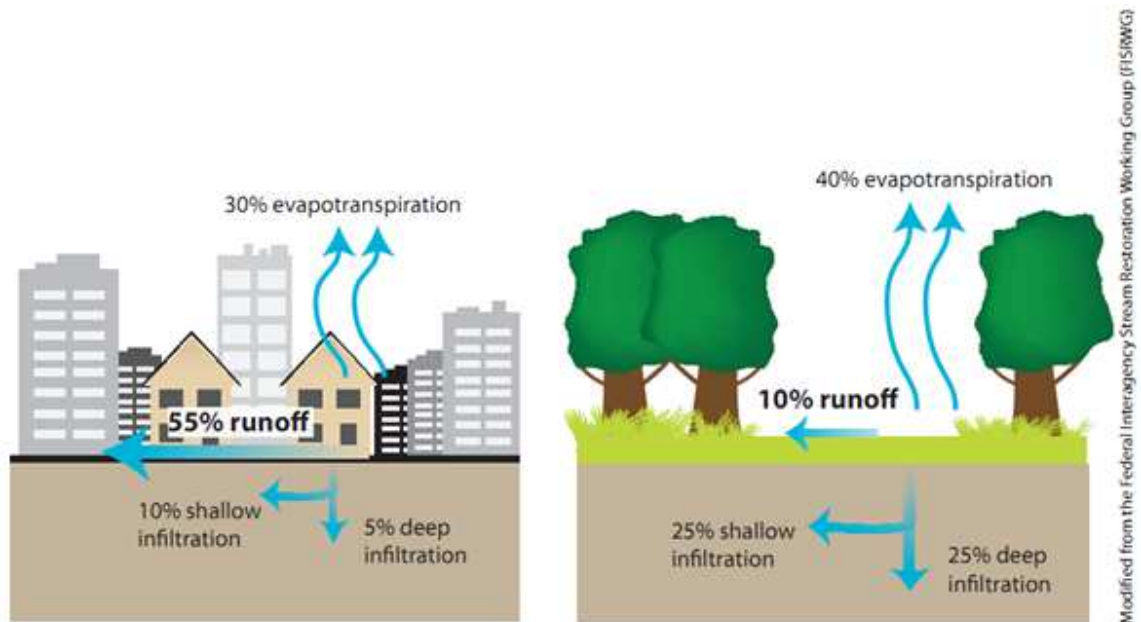 30% evapotranspiration
55% runoff
10% shallow
infiltration
5% deep
infiltration
40% evapotranspiration
10% runoff
25% shallow
infiltration
25% deep
infiltration
Modified from the Federal Interagency Stream Restoration Working Group (FISRWG)